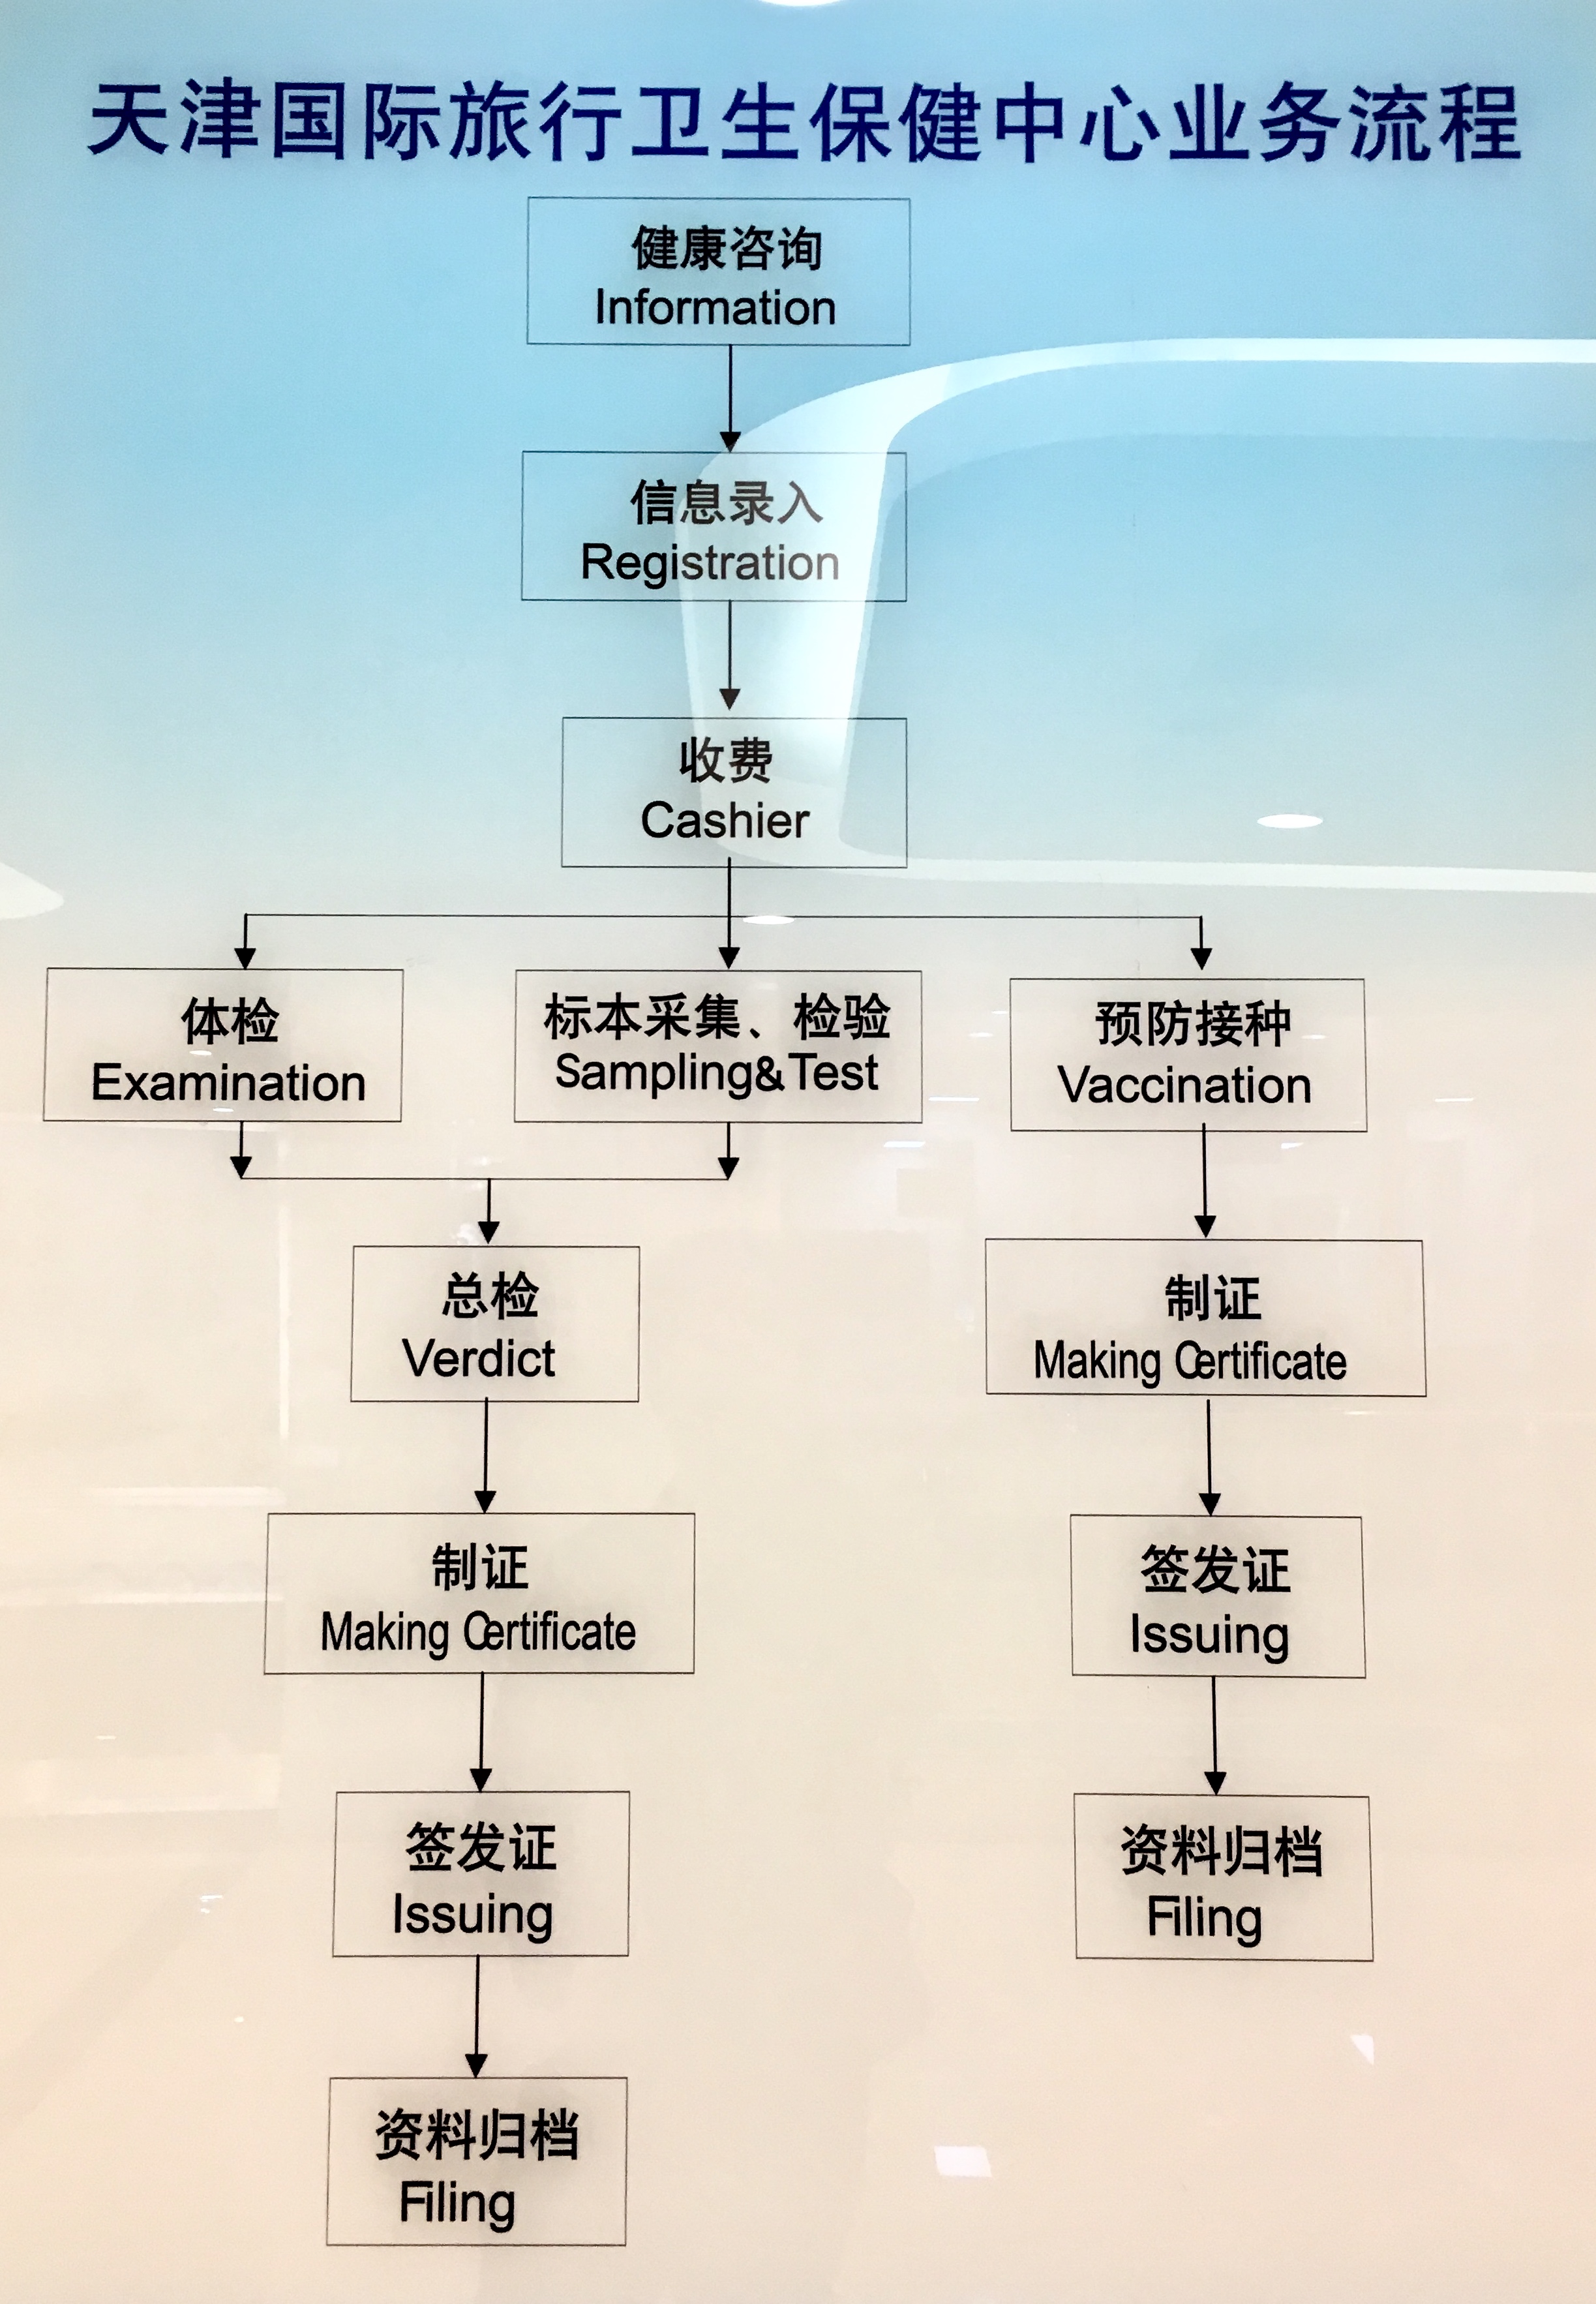 天津国际旅行卫生保健中心业务流程
健康咨询
Information
信息录入
Registration
收费
Cashier
体检
Examination
标本采集、检验
Sampling&Test
预防接种
Vaccination
总检
Verdict
制证
Making Certificate
制证
Making Certificate
签发证
Issuing
签发证
Issuing
资料归档
Filing
资料归档
Filing